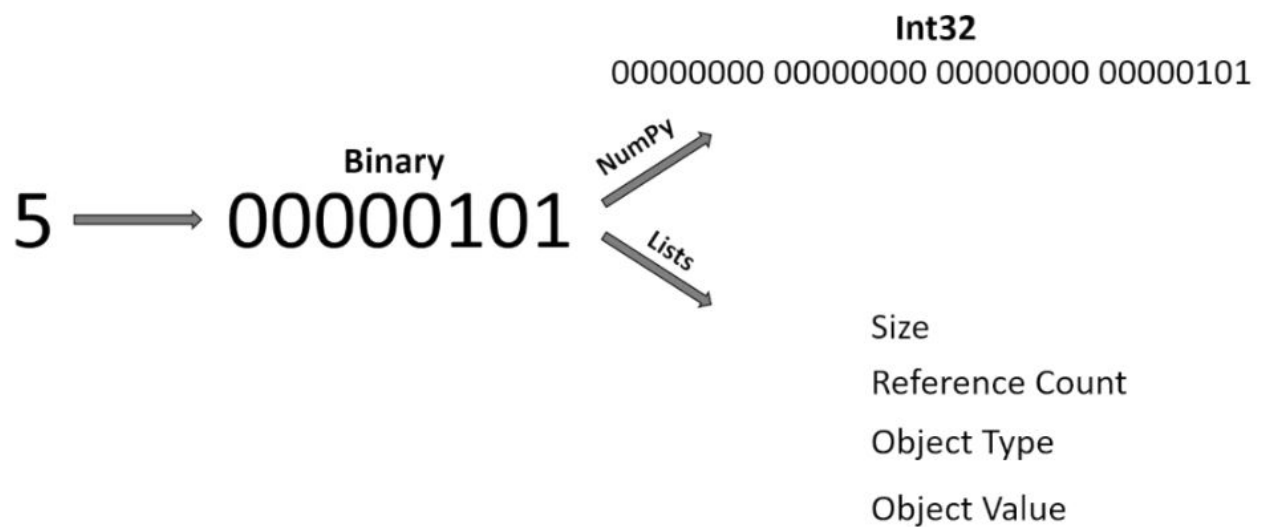 Int32
00000000 00000000 00000000 00000101
NumPy
Binary
5
00000101
Lists
Size
Reference Count
Object Type
Object Value